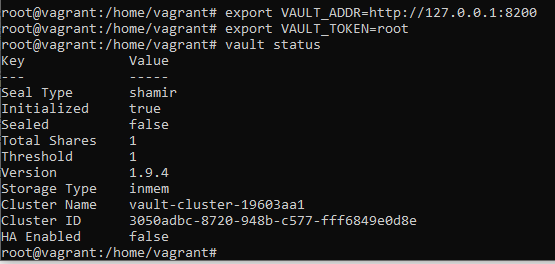 root@vagrant:/home/vagrant# export VAULT_ADDR=http://127.0.0.1:8200
root@vagrant:/home/vagrant# export VAULT_TOKEN=root
root@vagrant:/home/vagrant# vault status
Key             Value
---             -----
Seal Type       shamir
Initialized     true
Sealed          false
Total Shares    1
Threshold       1
Version         1.9.4
Storage Type    inmem
Cluster Name    vault-cluster-19603aa1
Cluster ID      3050adbc-8720-948b-c577-fff6849e0d8e
HA Enabled      false
root@vagrant:/home/vagrant#